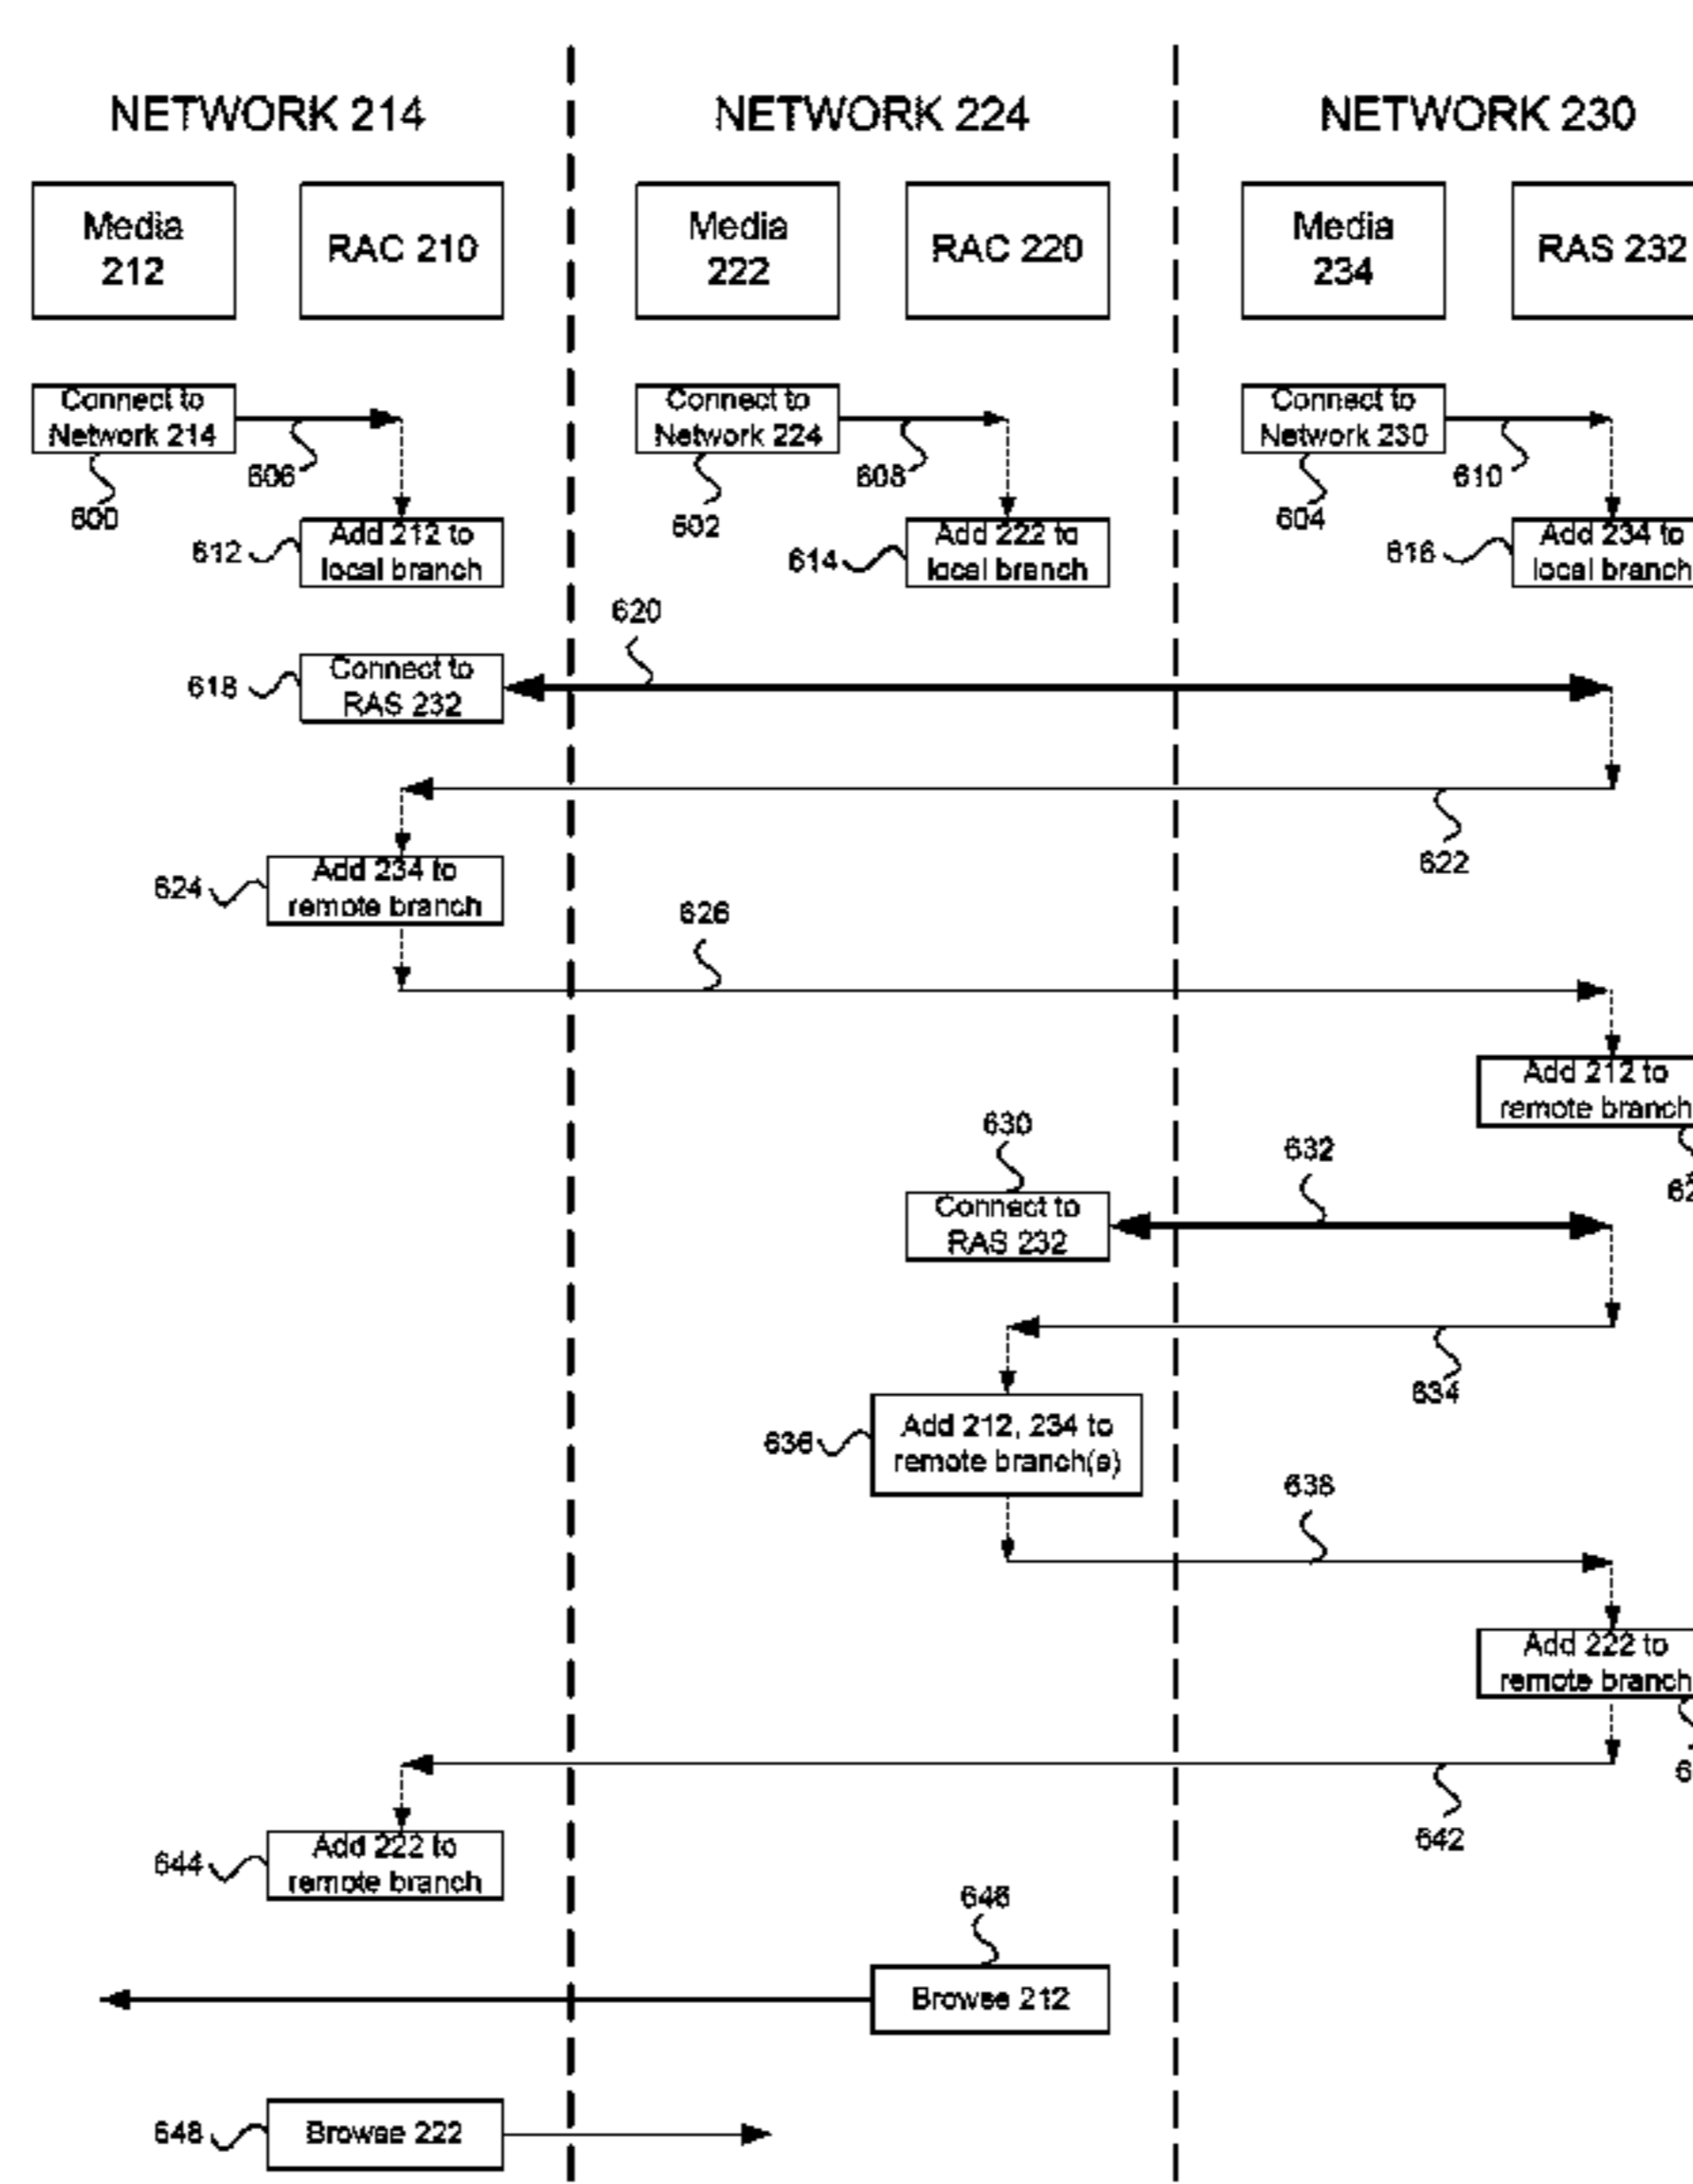 NETWORK 214
NETWORK 224
NETWORK 230
Media
212
RAC 210
Media
222
RAC 220
Media
234
RAS 232
Connect to
Network 214
606
600
Connect to
Network 224
608
602
Connect to
Network 230
610
604
612
Add 212 to
local branch
614
Add 222 to
local branch
616
Add 234 to
local branch
620
618
Connect to
RAS 232
622
624
Add 234 to
remote branch
626
Add 212 to
remote branch
630
632
Connect to
RAS 232
634
636
Add 212, 234 to
remote branch(s)
638
Add 222 to
remote branch
642
644
Add 222 to
remote branch
646
Browse 212
648
Browse 222